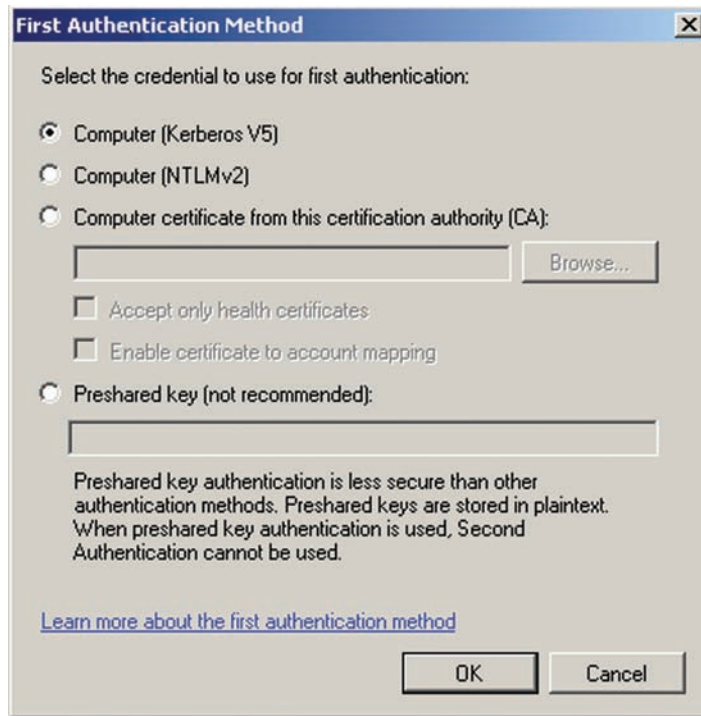 First Authentication Method
Select the credential to use for first authentication:
Computer (Kerberos V5)
Computer (NTLMv2)
Computer certificate from this certification authority (CA):
Browse...
Accept only health certificates
Enable certificate to account mapping
Preshared key (not recommended):
Preshared key authentication is less secure than other
authentication methods. Preshared keys are stored in plaintext.
When preshared key authentication is used, Second
Authentication cannot be used.
Learn more about the first authentication method
OK Cancel